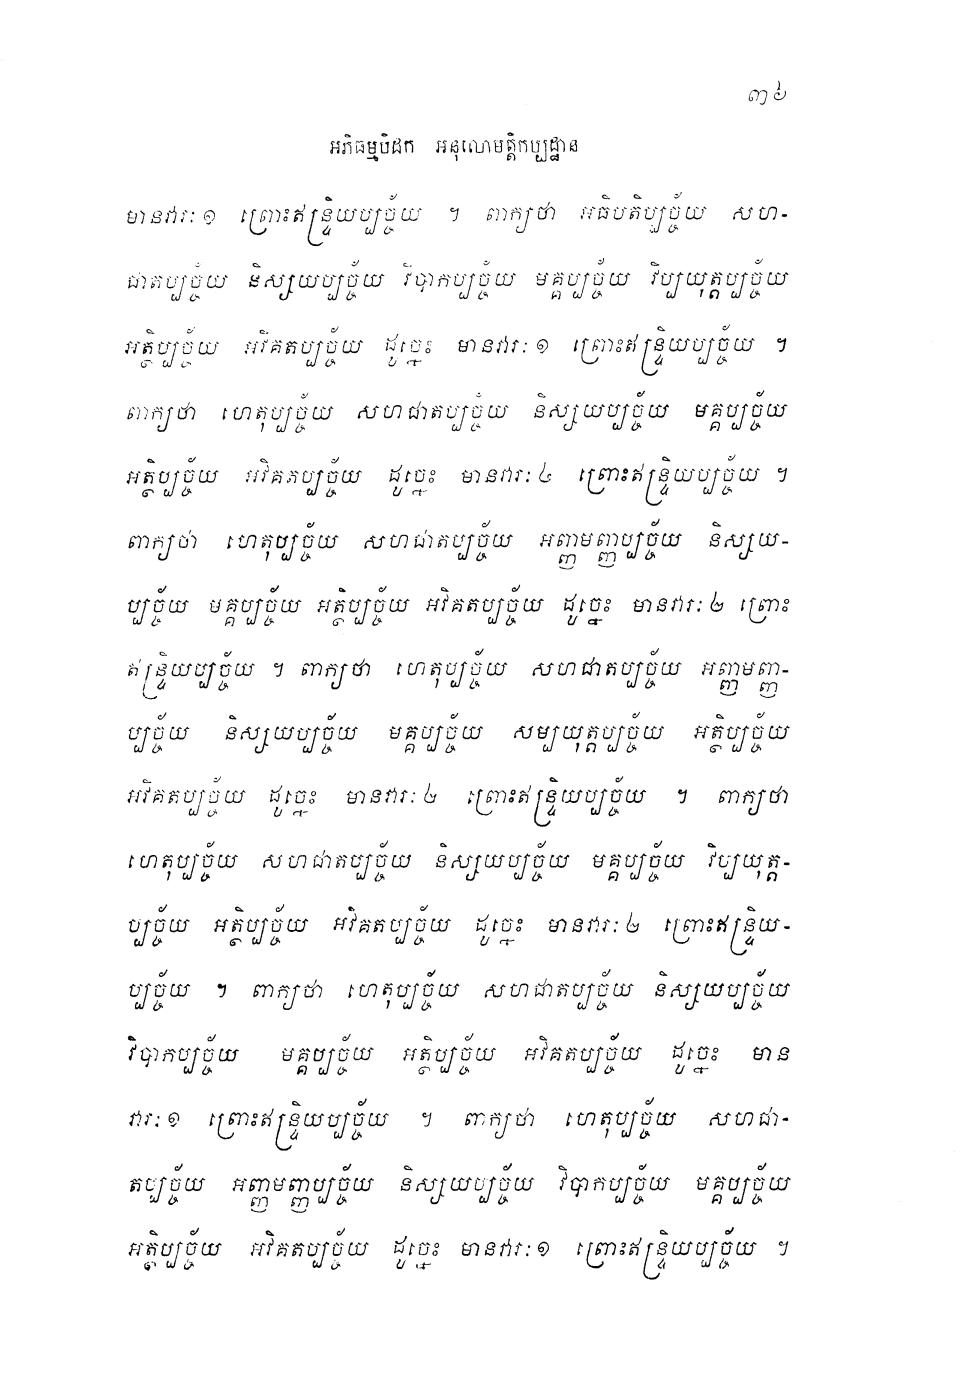 ៣៦
អភិធម្មបិដក អនុលោមត្តិកប្បដ្ឋាន
មានវារៈ ១ ព្រោះឥន្ទ្រិយប្បច្ច័យ ។ ពាក្យថា អធិបតិប្បច្ច័យ សហ-
ជាតប្បច្ច័យ និស្សយប្បច្ច័យ វិបាកប្បច្ច័យ មគ្គប្បច្ច័យ វិប្បយុត្តប្បច្ច័យ
អត្ថិប្បច្ច័យ អវិគតប្បច្ច័យ ដូច្នេះ មានវារៈ ១ ព្រោះឥន្ទ្រិយប្បច្ច័យ ។
ពាក្យថា ហេតុប្បច្ច័យ សហជាតប្បច្ច័យ និស្សយប្បច្ច័យ មគ្គប្បច្ច័យ
អត្ថិប្បច្ច័យ អវិគតប្បច្ច័យ ដូច្នេះ មានវារៈ ៤ ព្រោះឥន្ទ្រិយប្បច្ច័យ ។
ពាក្យថា ហេតុប្បច្ច័យ សហជាតប្បច្ច័យ អញ្ញមញ្ញប្បច្ច័យ និស្សយ-
ប្បច្ច័យ មគ្គប្បច្ច័យ អត្ថិប្បច្ច័យ អវិគតប្បច្ច័យ ដូច្នេះ មានវារៈ ២ ព្រោះ
ឥន្ទ្រិយប្បច្ច័យ ។ ពាក្យថា ហេតុប្បច្ច័យ សហជាតប្បច្ច័យ អញ្ញមញ្ញ-
ប្បច្ច័យ និស្សយប្បច្ច័យ មគ្គប្បច្ច័យ សម្បយុត្តប្បច្ច័យ អត្ថិប្បច្ច័យ
អវិគតប្បច្ច័យ ដូច្នេះ មានវារៈ ២ ព្រោះឥន្ទ្រិយប្បច្ច័យ ។ ពាក្យថា
ហេតុប្បច្ច័យ សហជាតប្បច្ច័យ និស្សយប្បច្ច័យ មគ្គប្បច្ច័យ វិប្បយុត្ត-
ប្បច្ច័យ អត្ថិប្បច្ច័យ អវិគតប្បច្ច័យ ដូច្នេះ មានវារៈ ២ ព្រោះឥន្ទ្រិយ-
ប្បច្ច័យ ។ ពាក្យថា ហេតុប្បច្ច័យ សហជាតប្បច្ច័យ និស្សយប្បច្ច័យ
វិបាកប្បច្ច័យ មគ្គប្បច្ច័យ អត្ថិប្បច្ច័យ អវិគតប្បច្ច័យ ដូច្នេះ មាន
វារៈ ១ ព្រោះឥន្ទ្រិយប្បច្ច័យ ។ ពាក្យថា ហេតុប្បច្ច័យ សហជា-
តប្បច្ច័យ អញ្ញមញ្ញប្បច្ច័យ និស្សយប្បច្ច័យ វិបាកប្បច្ច័យ មគ្គប្បច្ច័យ
អត្ថិប្បច្ច័យ អវិគតប្បច្ច័យ ដូច្នេះ មានវារៈ ១ ព្រោះឥន្ទ្រិយប្បច្ច័យ ។